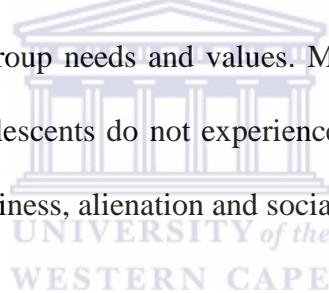 roup needs and values. M
lescents do not experience
iness, alienation and socia
UNIVERSITY of the
WESTERN CAPE